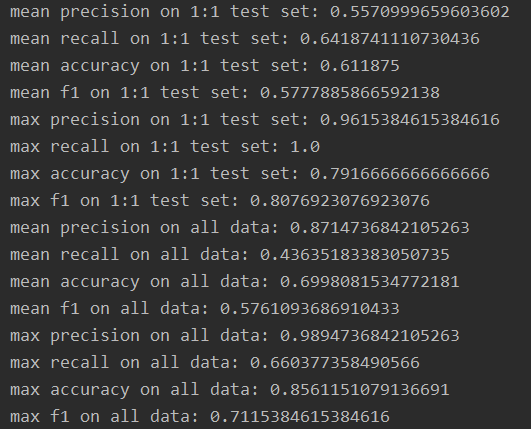 mean precision on 1:1 test set: 0.5570999659603602
mean recall on 1:1 test set: 0.6418741110730436
mean accuracy on 1:1 test set: 0.611875
mean f1 on 1:1 test set: 0.5777885866592138
max precision on 1:1 test set: 0.9615384615384616
max recall on 1:1 test set: 1.0
max accuracy on 1:1 test set: 0.7916666666666666
max f1 on 1:1 test set: 0.8076923076923076
mean precision on all data: 0.8714736842105263
mean recall on all data: 0.43635183383050735
mean accuracy on all data: 0.6998081534772181
mean f1 on all data: 0.5761093686910433
max precision on all data: 0.9894736842105263
max recall on all data: 0.660377358490566
max accuracy on all data: 0.8561151079136691
max f1 on all data: 0.7115384615384616